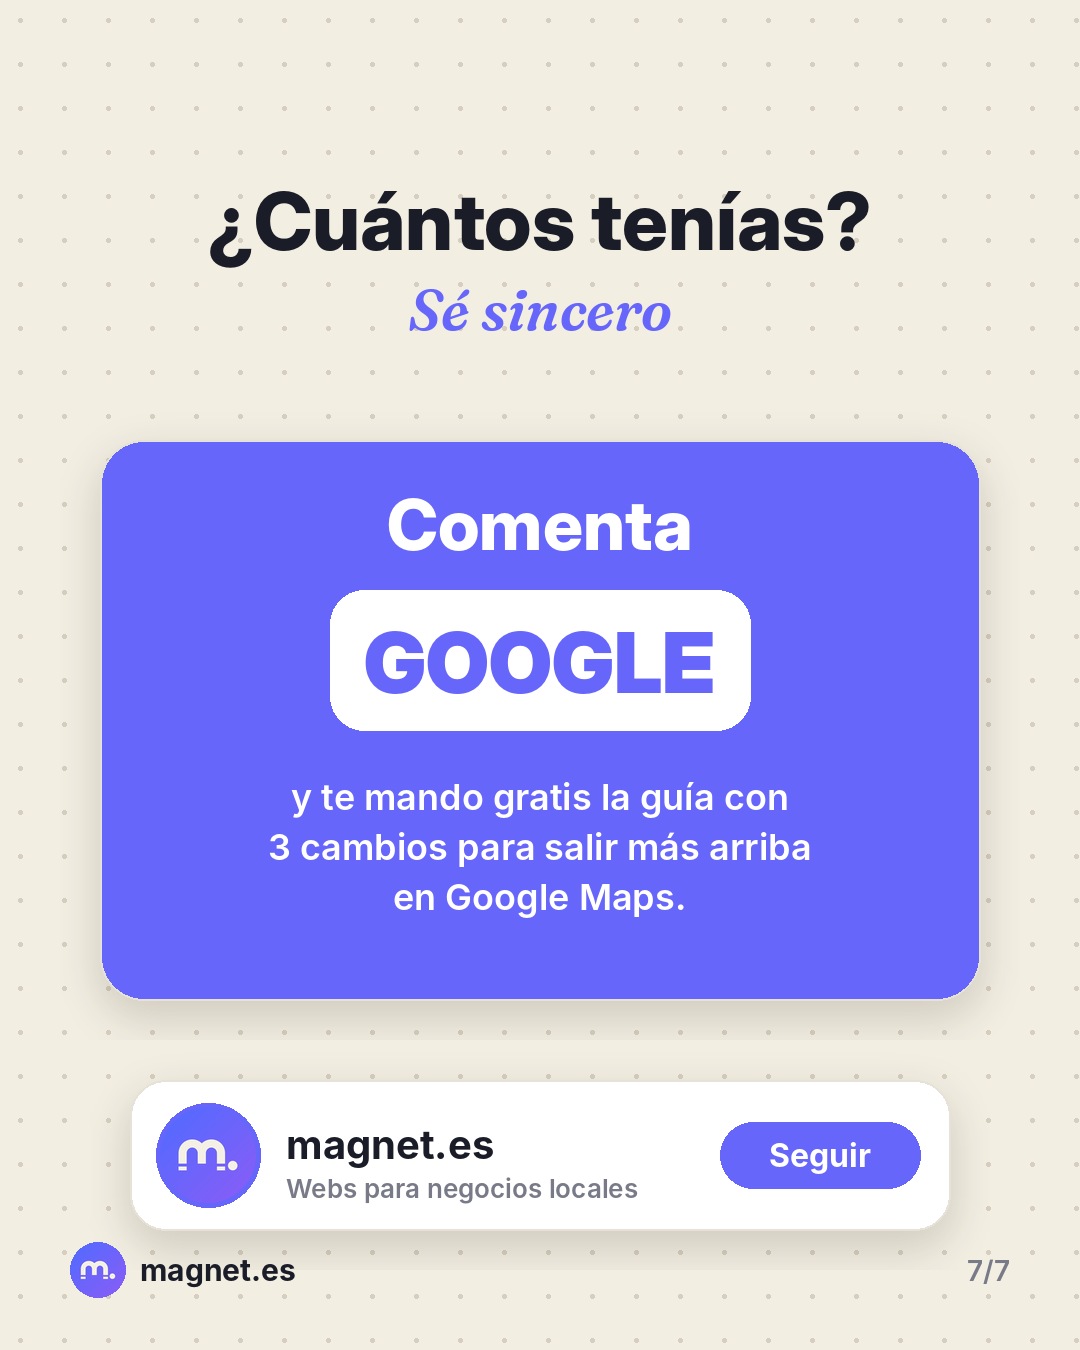 ¿Cuántos tenías?
Sé sincero
Comenta
GOOGLE
y te mando gratis la guía con
3 cambios para salir más arriba
en Google Maps.
m.
magnet.es
Webs para negocios locales
Seguir
m.
magnet.es
7/7